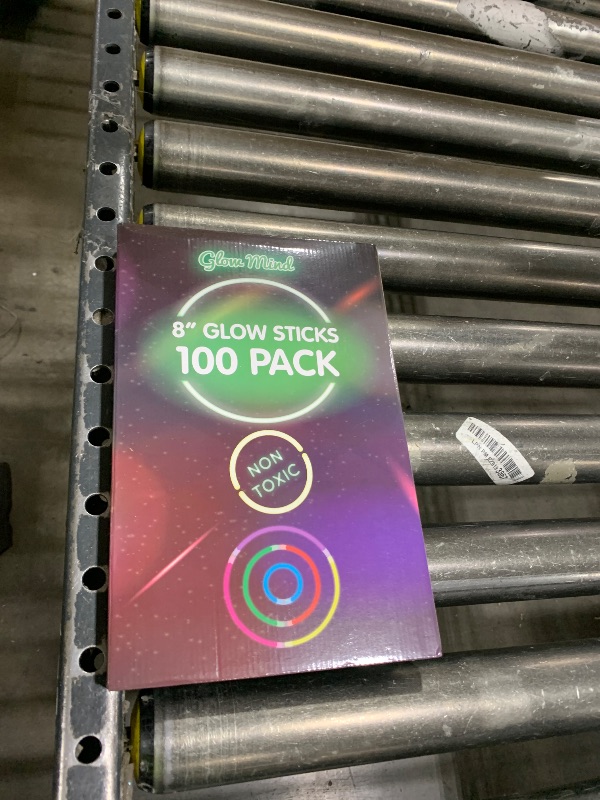 Glow Mind
8" GLOW STICKS
100 PACK
NON
TOXIC